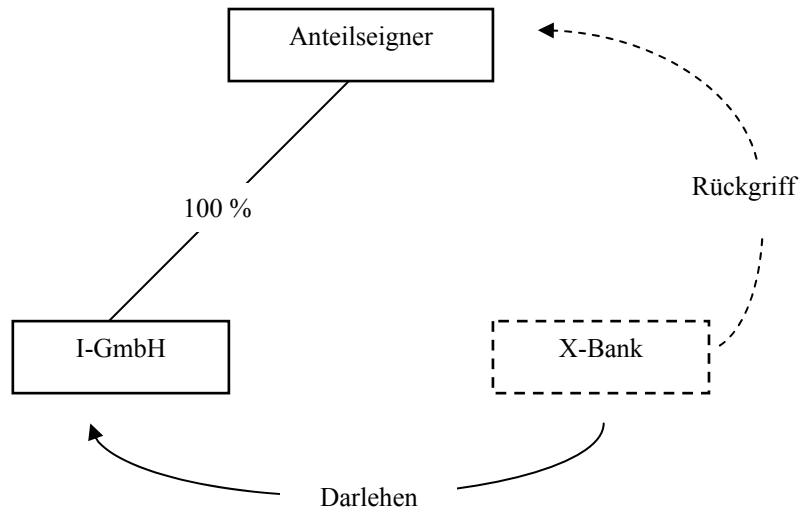 Anteilseigner
Rückgriff
100 %
I-GmbH
X-Bank
Darlehen